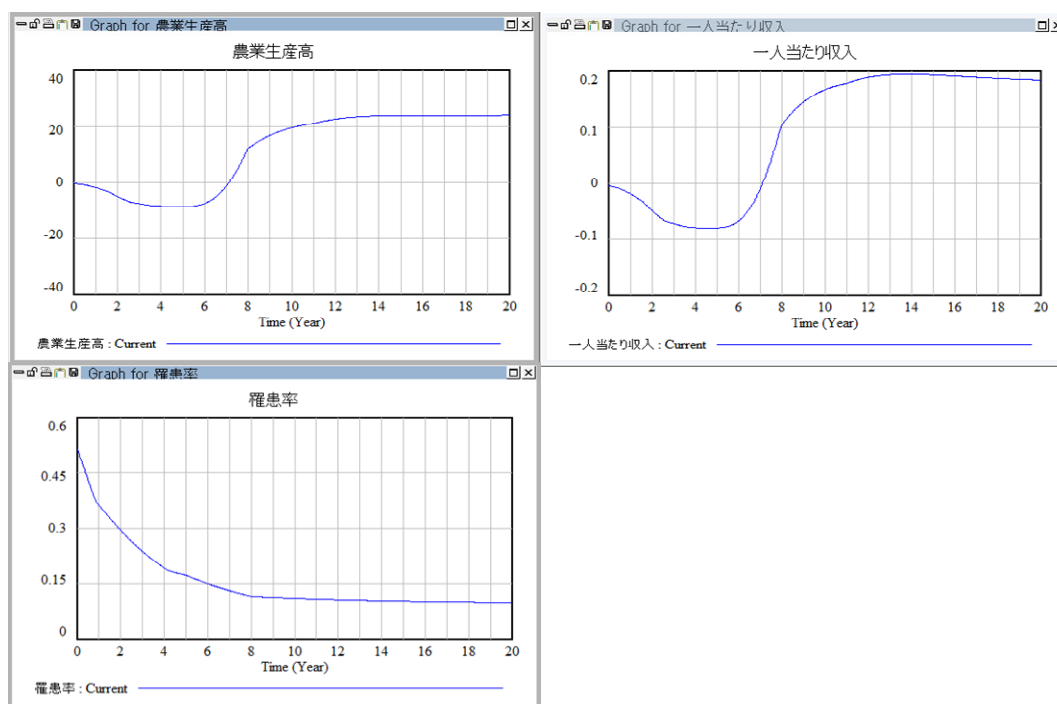 Graph for 農業生産高
農業生産高
40
20
0
-20
-40
0 2 4 6 8 10 12 14 16 18 20
Time (Year)
農業生産高 : Current
Graph for 一人当たり収入
一人当たり収入
0.2
0.1
0
-0.1
-0.2
0 2 4 6 8 10 12 14 16 18 20
Time (Year)
一人当たり収入 : Current
Graph for 罹患率
罹患率
0.6
0.45
0.3
0.15
0
0 2 4 6 8 10 12 14 16 18 20
Time (Year)
罹患率 : Current